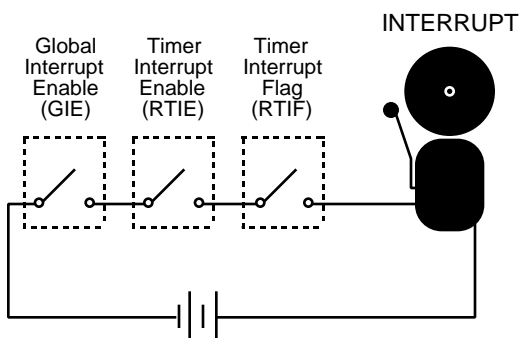 INTERRUPT
Global
Interrupt
Enable
(GIE)
Timer
Interrupt
Enable
(RTIE)
Timer
Interrupt
Flag
(RTIF)